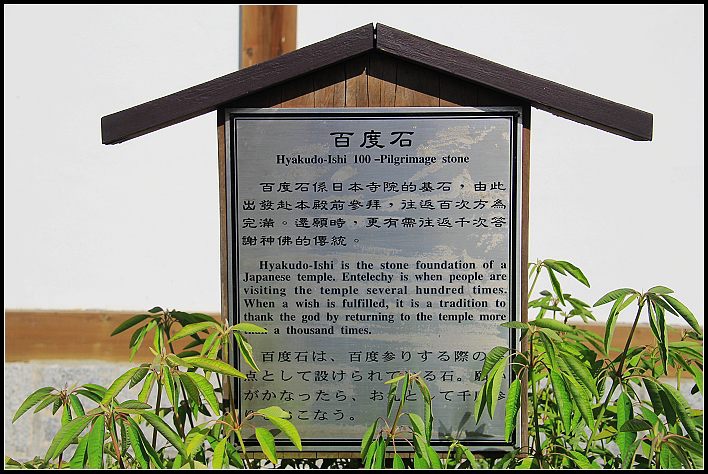 百度石
Hyakudo-Ishi 100 -Pilgrimage stone
百度石係日本寺院的基石，由此
出發赴本殿前參拜，往返百次方為
完滿。還願時，更有需往返千次答
謝神佛的傳統。
Hyakudo-Ishi is the stone foundation of a
Japanese temple. Entelechy is when people are
visiting the temple several hundred times.
When a wish is fulfilled, it is a tradition to
thank the god by returning to the temple more
a thousand times.
百度石は、百度参りする際の
点として設けられて る石。
がかなったら、お と して千
おこなう。